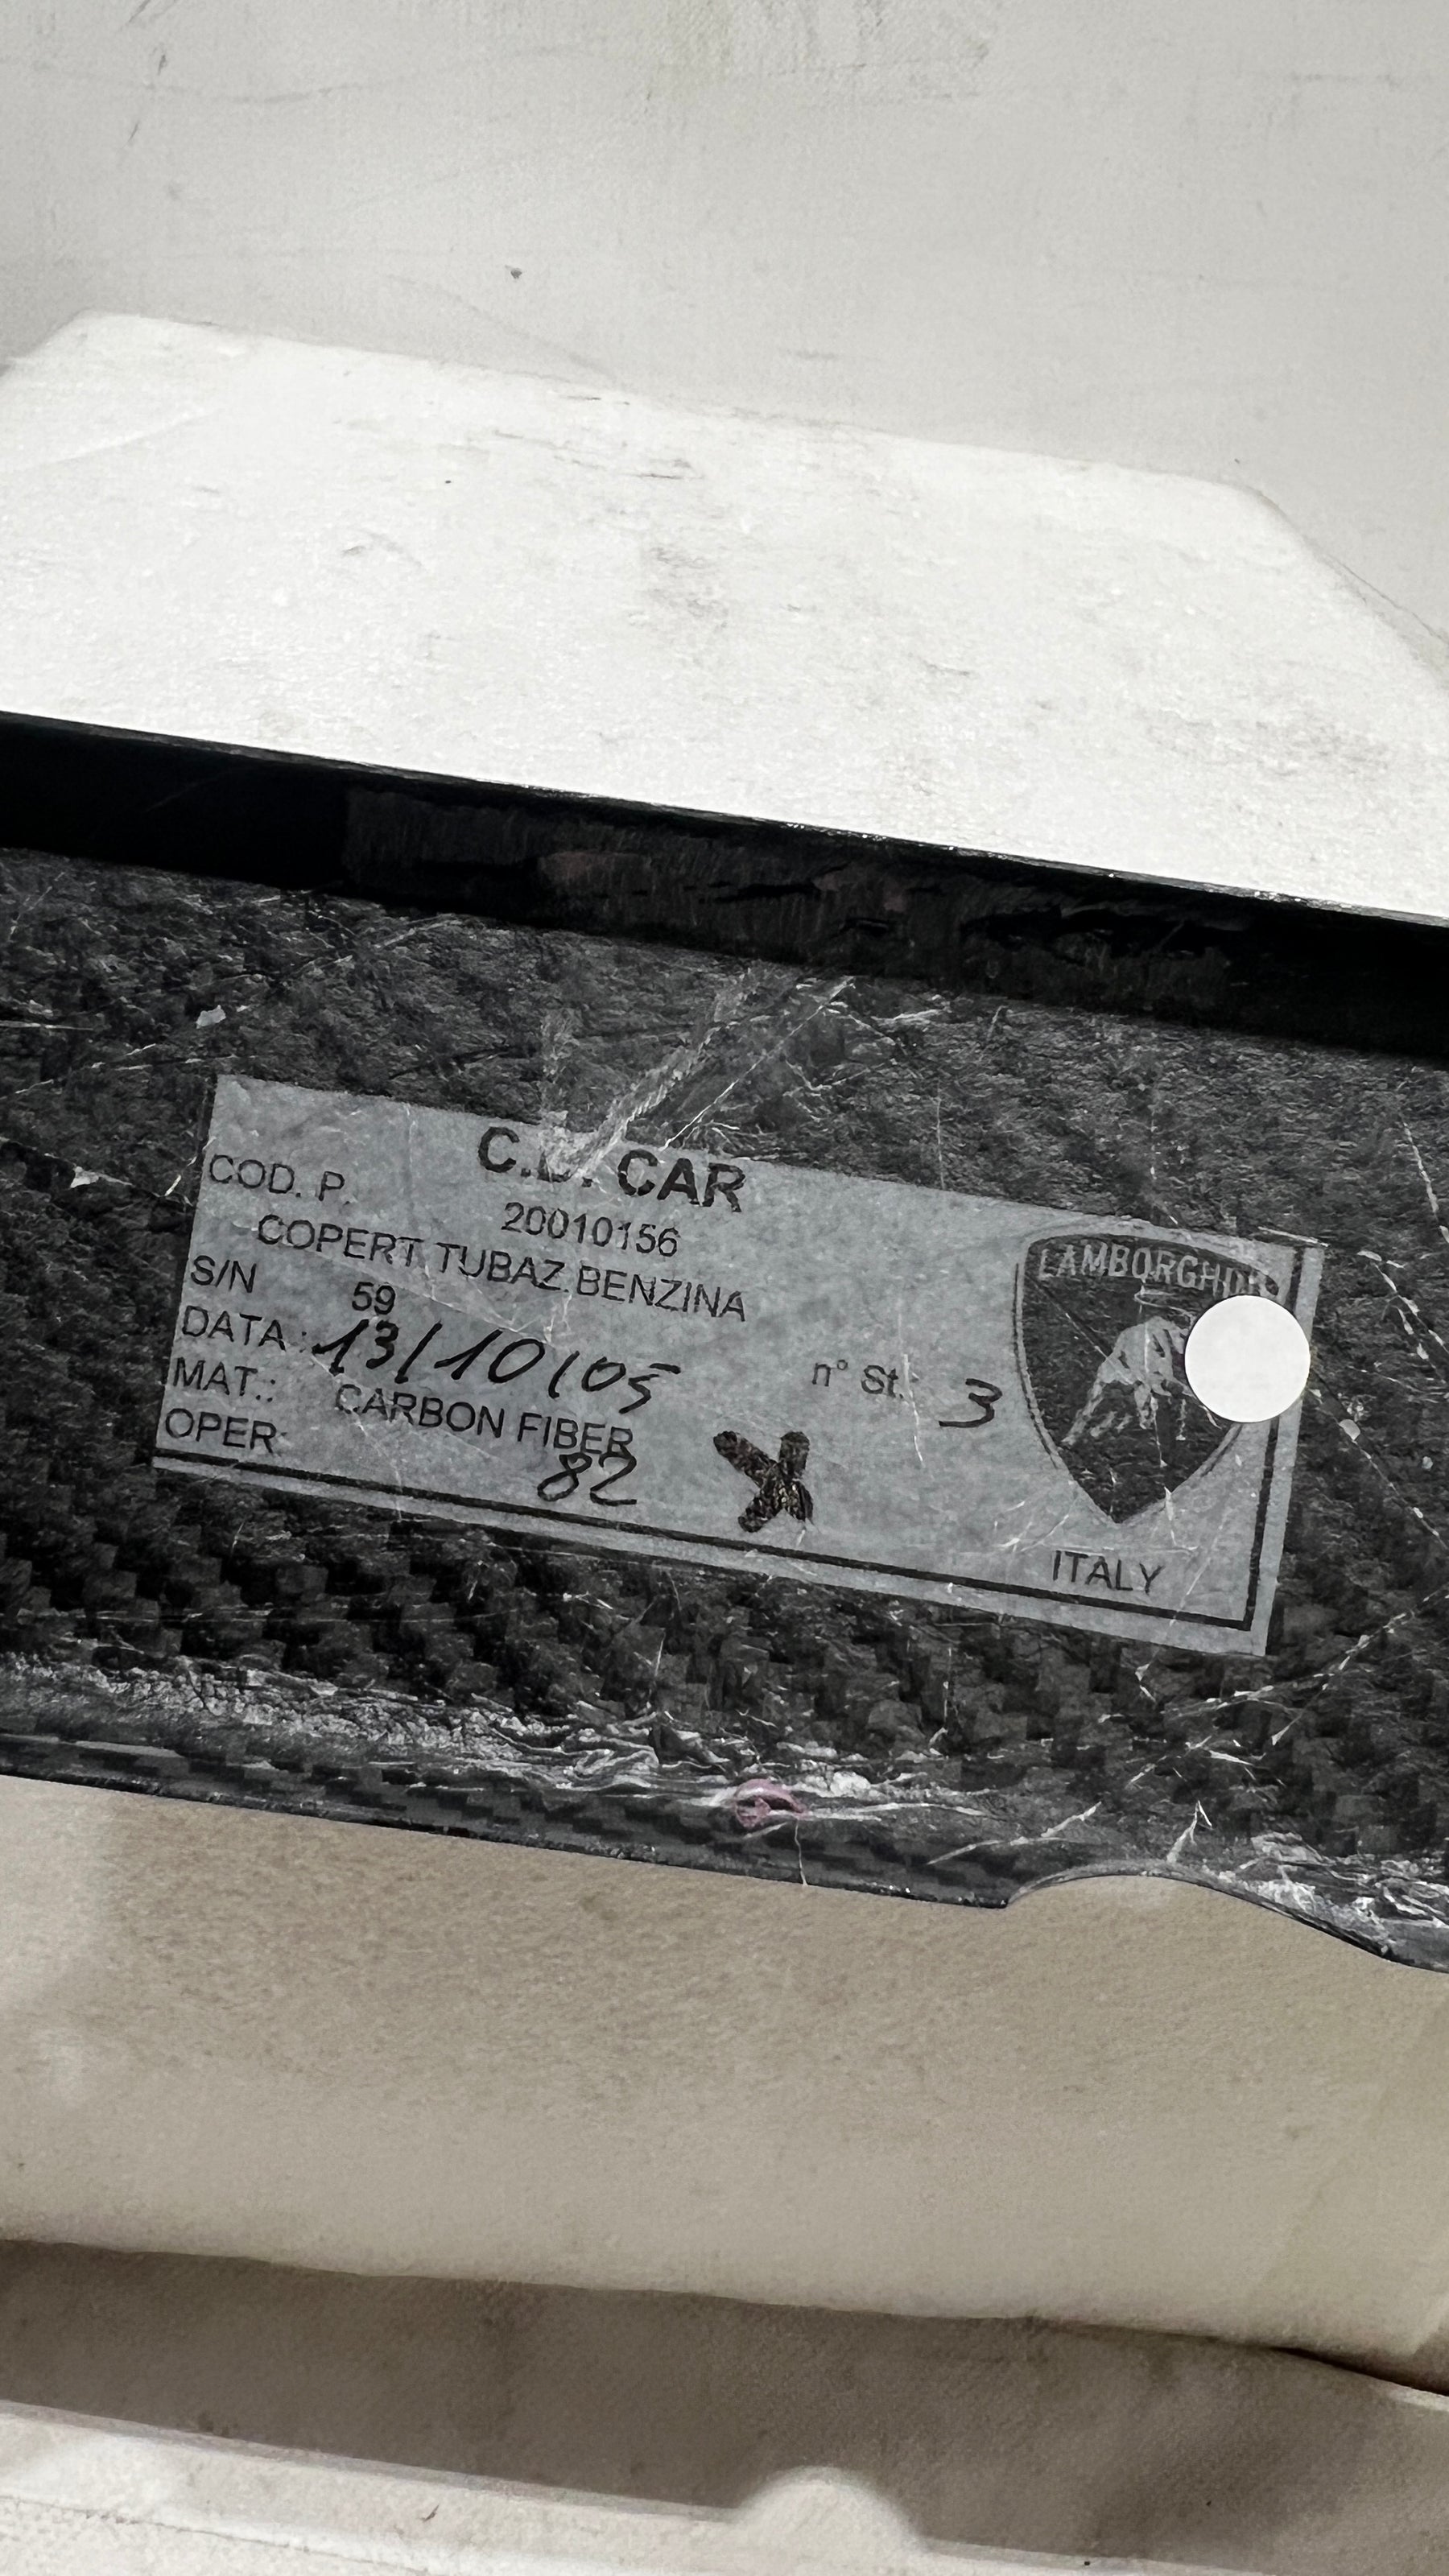 C.D. CAR
COD. P. 20010156
COPERT TUBAZ.BENZINA
S/N 59
DATA : 13/10/05
n° St.: 3
MAT.: CARBON FIBER
OPER: 82
ITALY